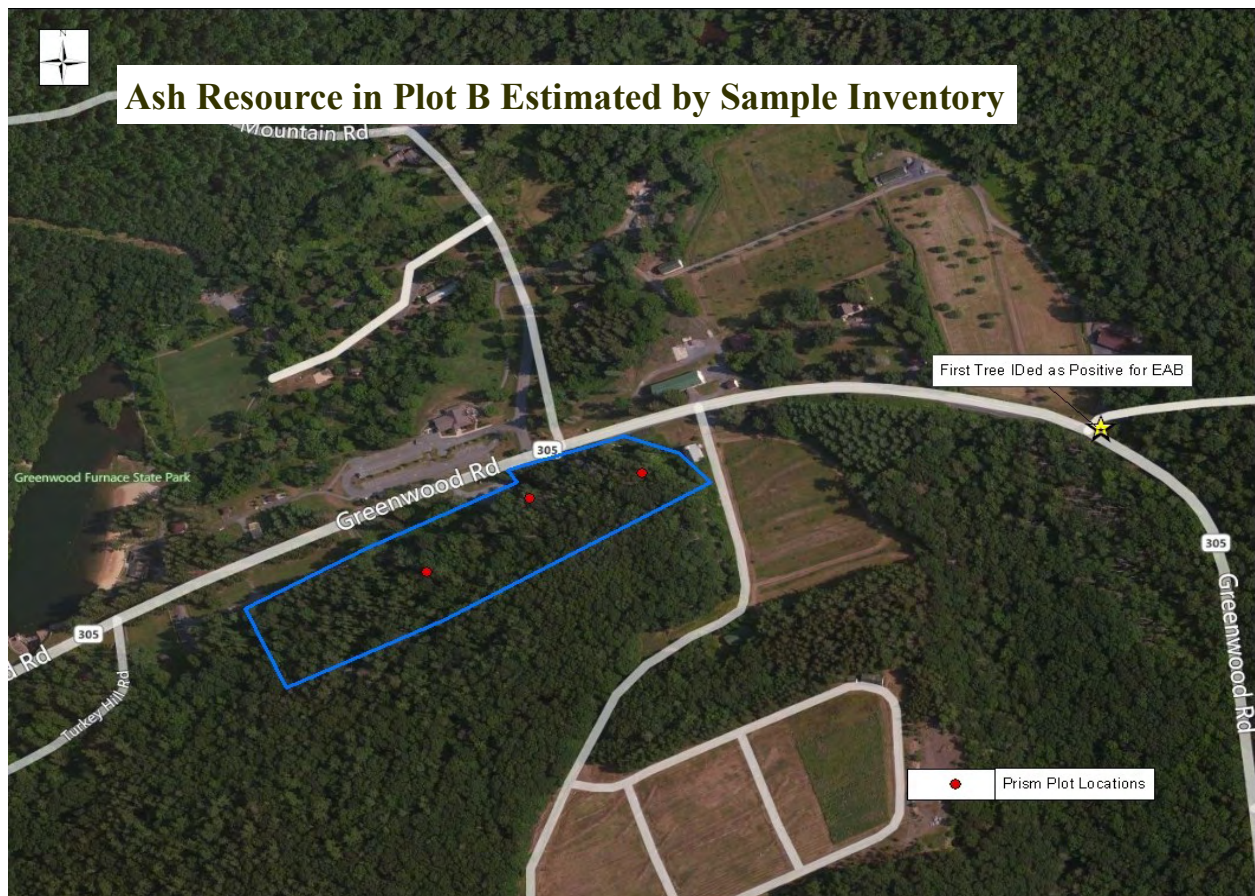 N
Ash Resource in Plot B Estimated by Sample Inventory
Mountain Rd
First Tree IDed as Positive for EAB
305
Greenwood Furnace State Park
Greenwood Rd
305
305
d Rd
Greenwood Rd
Turkey Hill Rd
Prism Plot Locations